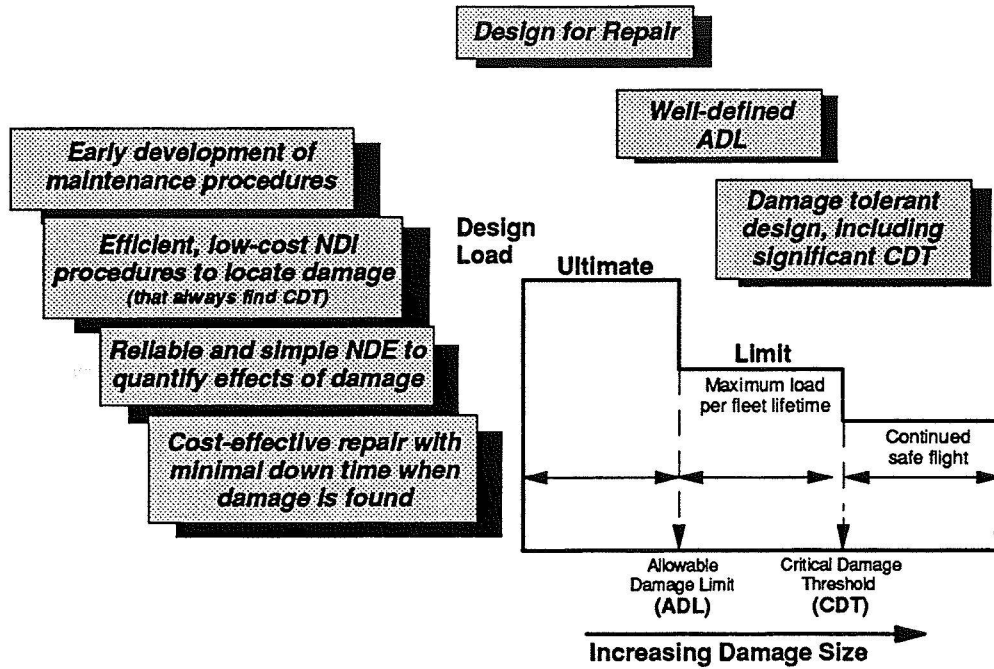 Design for Repair
Well-defined
ADL
Early development of
maintenance procedures
Damage tolerant
design, including
significant CDT
Efficient, low-cost NDI
procedures to locate damage
(that always find CDT)
Reliable and simple NDE to
quantify effects of damage
Cost-effective repair with
minimal down time when
damage is found
Design
Load
Ultimate
Limit
Maximum load
per fleet lifetime
Continued
safe flight
Allowable
Damage Limit
(ADL)
Critical Damage
Threshold
(CDT)
Increasing Damage Size